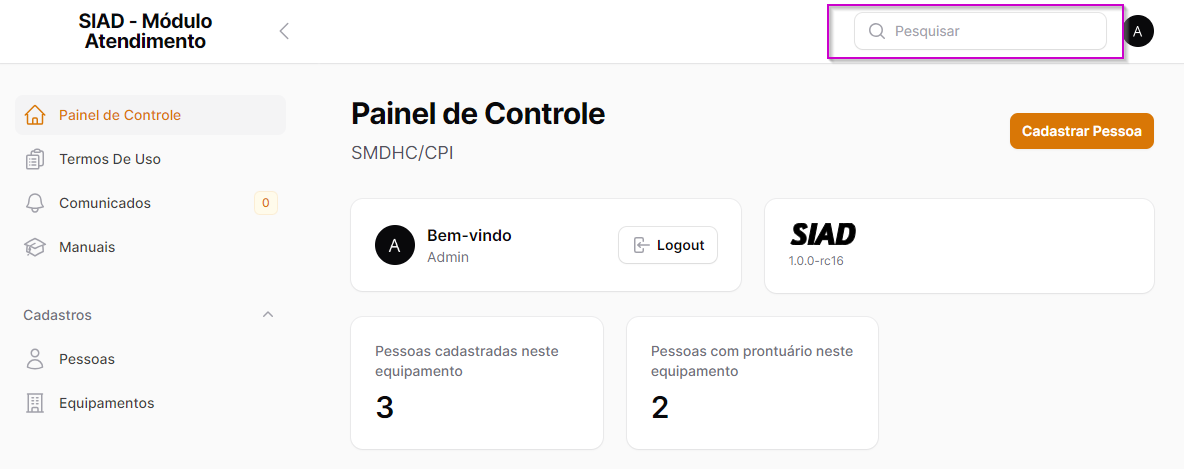 SIAD - Módulo
Atendimento
Pesquisar
A
Painel de Controle
Termos De Uso
Comunicados
0
Manuais
Cadastros
Pessoas
Equipamentos
Painel de Controle
SMDHC/CPI
Cadastrar Pessoa
A
Bem-vindo
Admin
Logout
SIAD
1.0.0-rc16
Pessoas cadastradas neste
equipamento
3
Pessoas com prontuário neste
equipamento
2